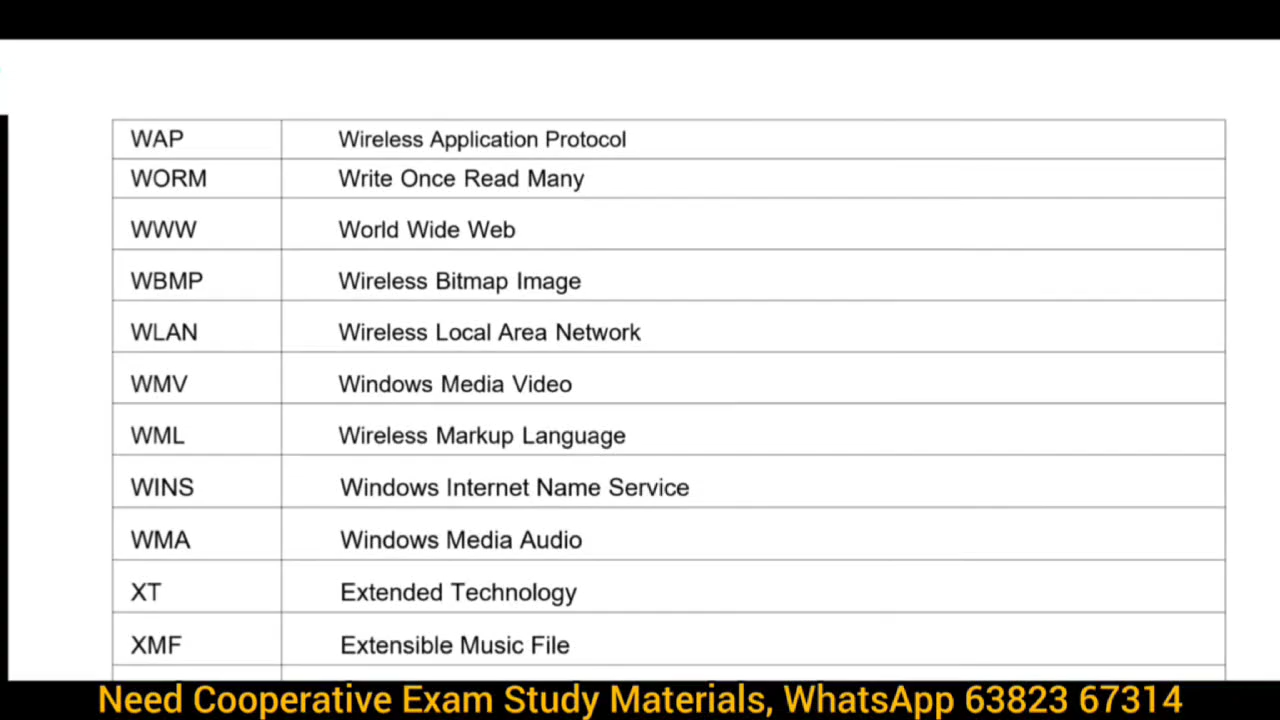 WAP Wireless Application Protocol
WORM Write Once Read Many
WWW World Wide Web
WBMP Wireless Bitmap Image
WLAN Wireless Local Area Network
WMV Windows Media Video
WML Wireless Markup Language
WINS Windows Internet Name Service
WMA Windows Media Audio
XT Extended Technology
XMF Extensible Music File
Need Cooperative Exam Study Materials, WhatsApp 63823 67314